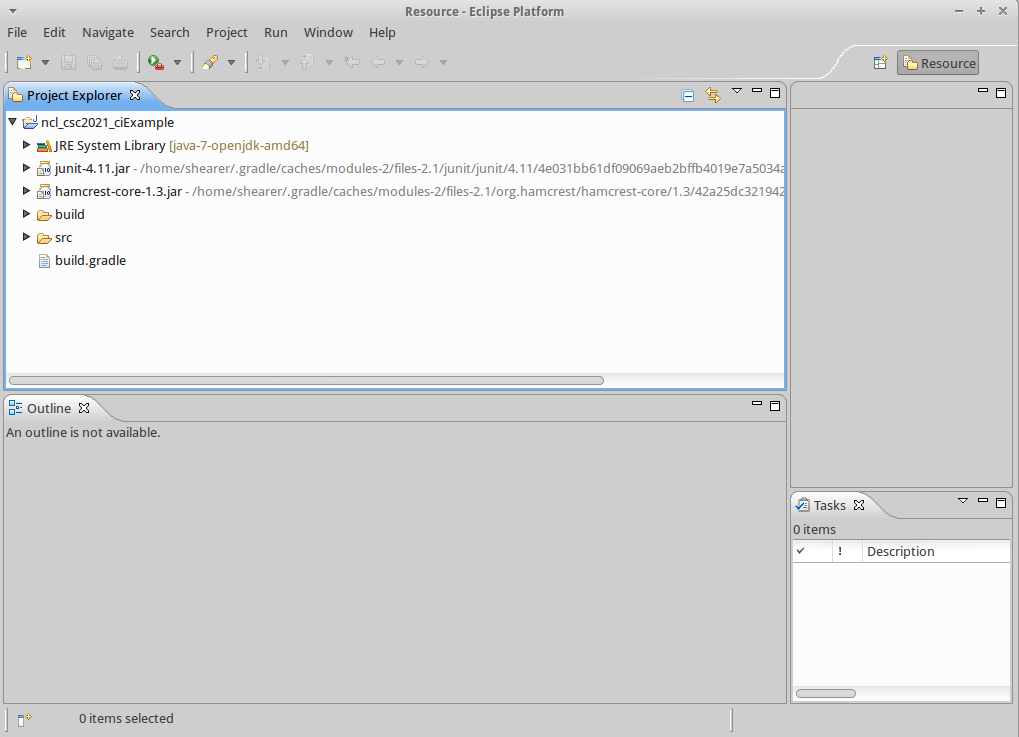 Resource - Eclipse Platform
File Edit Navigate Search Project Run Window Help
Resource
Project Explorer
ncl_csc2021_ciExample
JRE System Library [java-7-openjdk-amd64]
junit-4.11.jar - /home/shearer/.gradle/caches/modules-2/files-2.1/junit/junit/4.11/4e031bb61df09069aeb2bffb4019e7a5034a
hamcrest-core-1.3.jar - /home/shearer/.gradle/caches/modules-2/files-2.1/org.hamcrest/hamcrest-core/1.3/42a25dc321942
build
src
build.gradle
Outline
An outline is not available.
Tasks
0 items
! Description
0 items selected